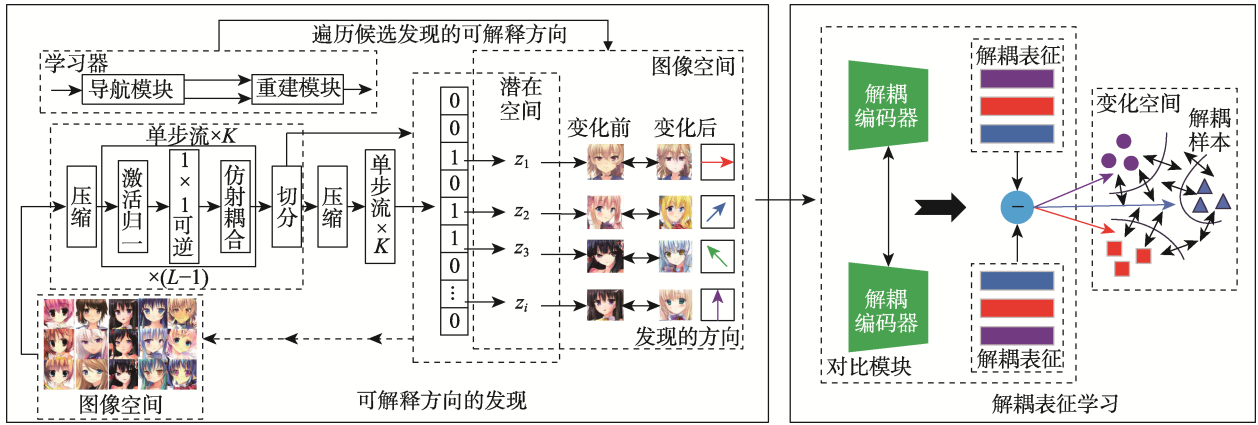 遍历候选发现的可解释方向
学习器
导航模块
重建模块
单步流×K
压缩
激活归一
1×1可逆
仿射耦合
切分
×(L−1)
压缩
单步流×K
0
0
1
0
1
1
0
⋮
0
潜在
空间
z1
z2
z3
zi
图像空间
变化前
变化后
发现的方向
图像空间
可解释方向的发现
解耦
编码器
解耦
编码器
对比模块
解耦表征
−
解耦表征
变化空间
解耦
样本
解耦表征学习